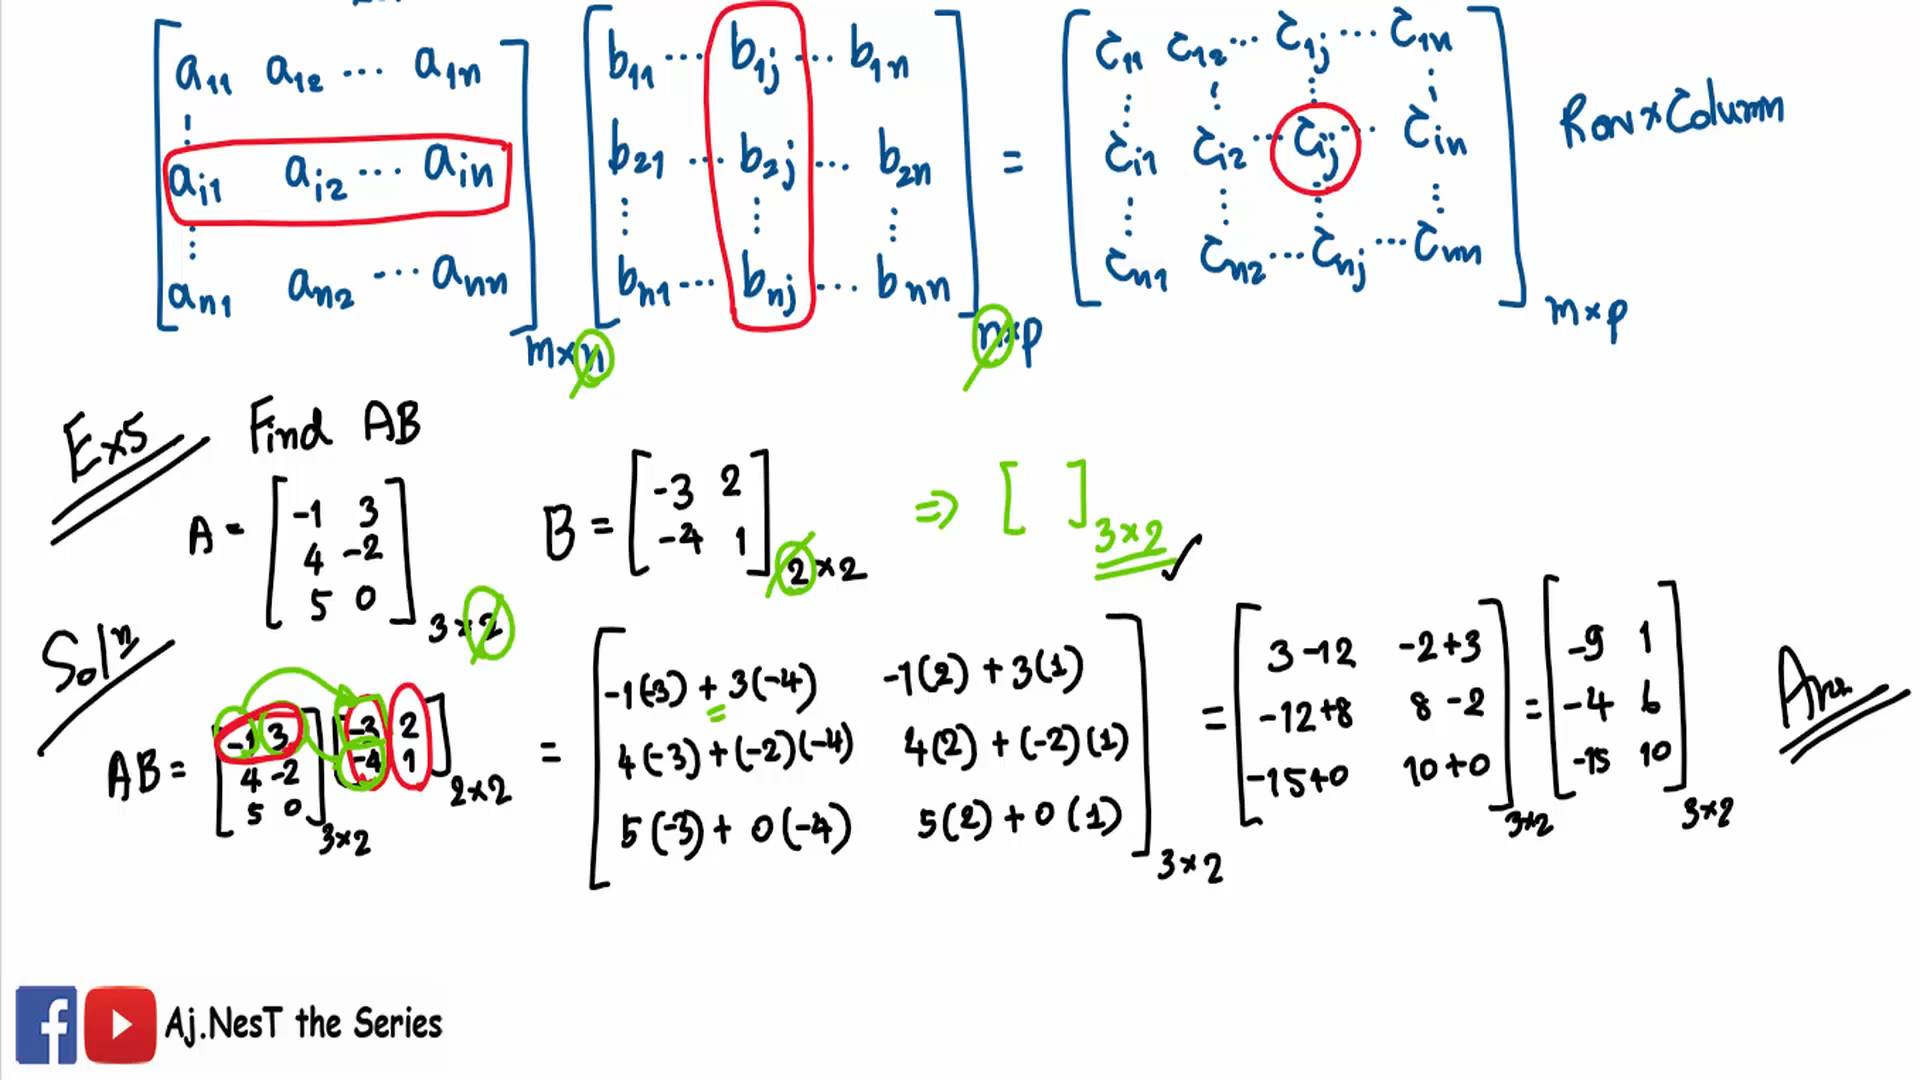 [a11 a12 ... a1n ⋮ ai1 ai2 ... ain ⋮ an1 an2 ... ann] m×n [b11 ... b1j ... b1n b21 ... b2j ... b2n ⋮ ⋮ ⋮ bn1 ... bnj ... bnn] n×p = [c11 c12 ... c1j ... c1n ⋮ ⋮ ⋮ ⋮ ci1 ci2 ... cij ... cin ⋮ ⋮ ⋮ ⋮ cn1 cn2 ... cnj ... cnn] m×p Row×Column
Ex5 Find AB
A = [-1 3 4 -2 5 0] 3×2 B = [-3 2 -4 1] 2×2 ⇒ [ ] 3×2 ✓
Solⁿ
AB = [-1 3 4 -2 5 0] 3×2 [-3 2 -4 1] 2×2 = [-1(-3) + 3(-4) -1(2) + 3(1) 4(-3) + (-2)(-4) 4(2) + (-2)(1) 5(-3) + 0(-4) 5(2) + 0(1)] 3×2 = [3-12 -2+3 -12+8 8-2 -15+0 10+0] 3×2 = [-9 1 -4 6 -15 10] 3×2 Ans
Aj.NesT the Series